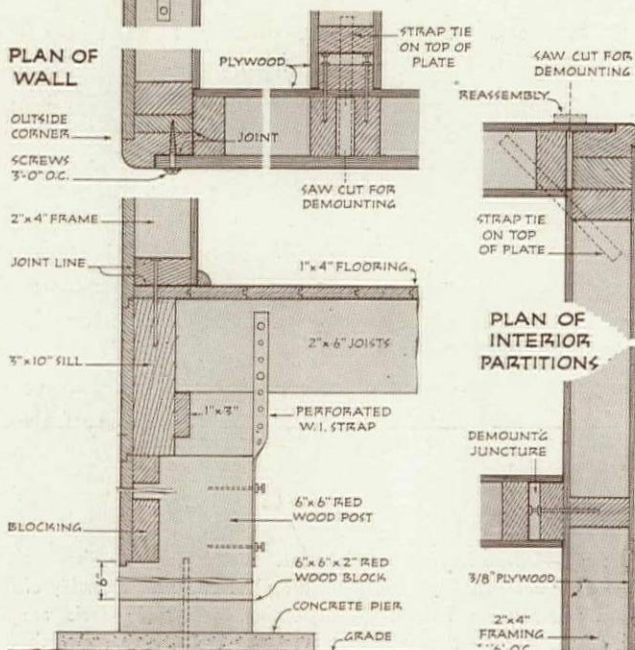 PLAN OF
WALL
OUTSIDE
CORNER
SCREWS
3'-0" O.C.
PLYWOOD
STRAP TIE
ON TOP OF
PLATE
JOINT
SAW CUT FOR
DEMOUNTING
SAW CUT FOR
DEMOUNTING
REASSEMBLY
STRAP TIE
ON TOP
OF PLATE
2"x4" FRAME
JOINT LINE
1"x4" FLOORING
2"x6" JOISTS
3"x10" SILL
1"x3"
PERFORATED
W.I. STRAP
BLOCKING
6"
6"x6" RED
WOOD POST
6"x6"x2" RED
WOOD BLOCK
CONCRETE PIER
GRADE
PLAN OF
INTERIOR
PARTITIONS
DEMOUNT'G
JUNCTURE
3/8" PLYWOOD
2"x4"
FRAMING
O.C.